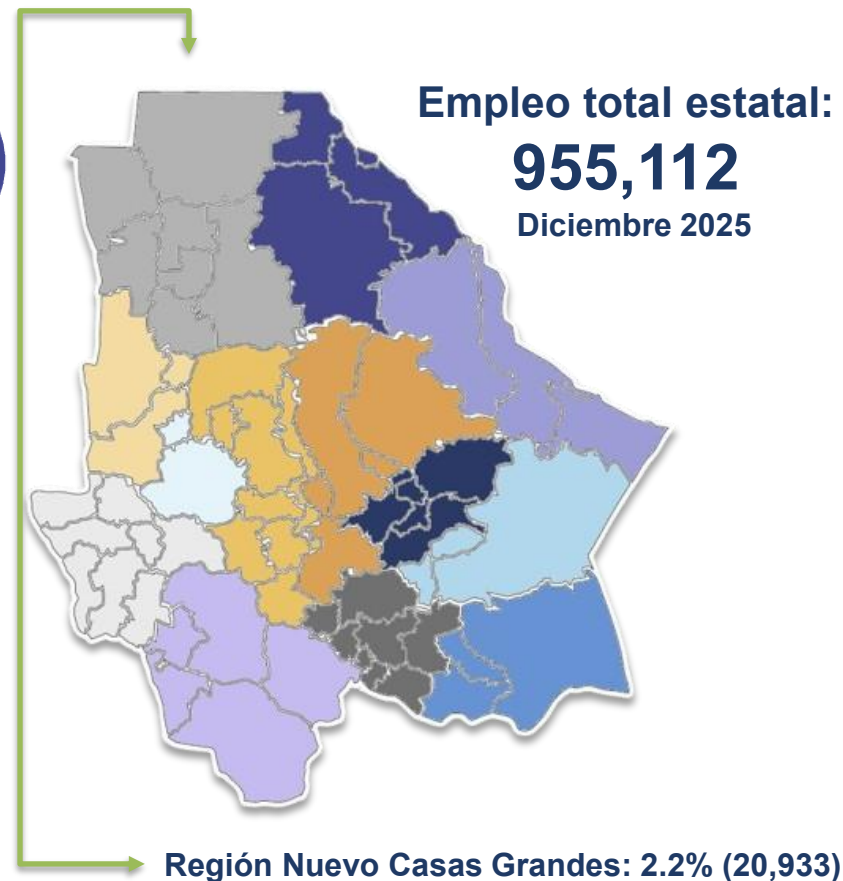 Empleo total estatal:
955,112
Diciembre 2025
Región Nuevo Casas Grandes: 2.2% (20,933)